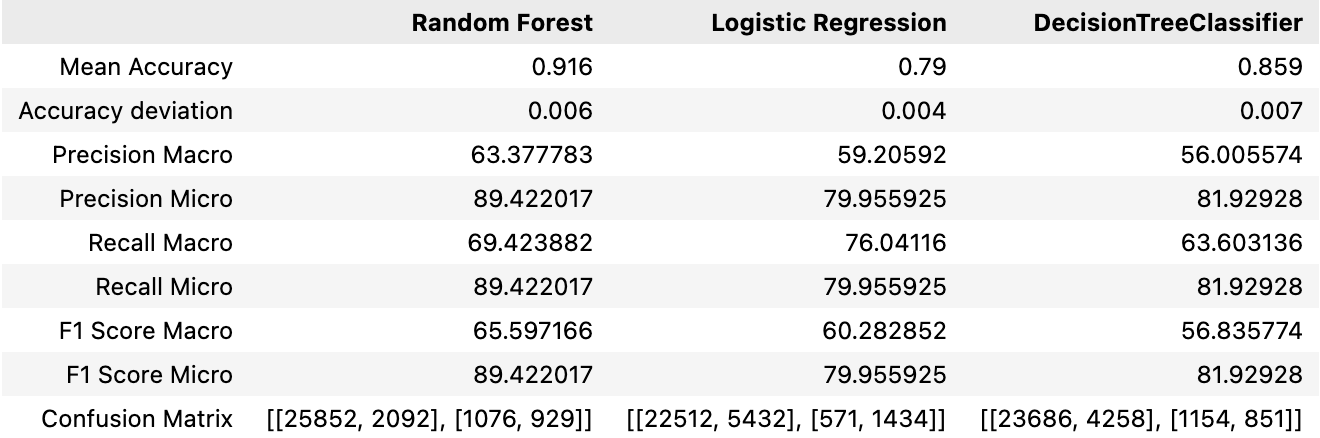 Random Forest Logistic Regression DecisionTreeClassifier
Mean Accuracy 0.916 0.79 0.859
Accuracy deviation 0.006 0.004 0.007
Precision Macro 63.377783 59.20592 56.005574
Precision Micro 89.422017 79.955925 81.92928
Recall Macro 69.423882 76.04116 63.603136
Recall Micro 89.422017 79.955925 81.92928
F1 Score Macro 65.597166 60.282852 56.835774
F1 Score Micro 89.422017 79.955925 81.92928
Confusion Matrix [[25852, 2092], [1076, 929]] [[22512, 5432], [571, 1434]] [[23686, 4258], [1154, 851]]